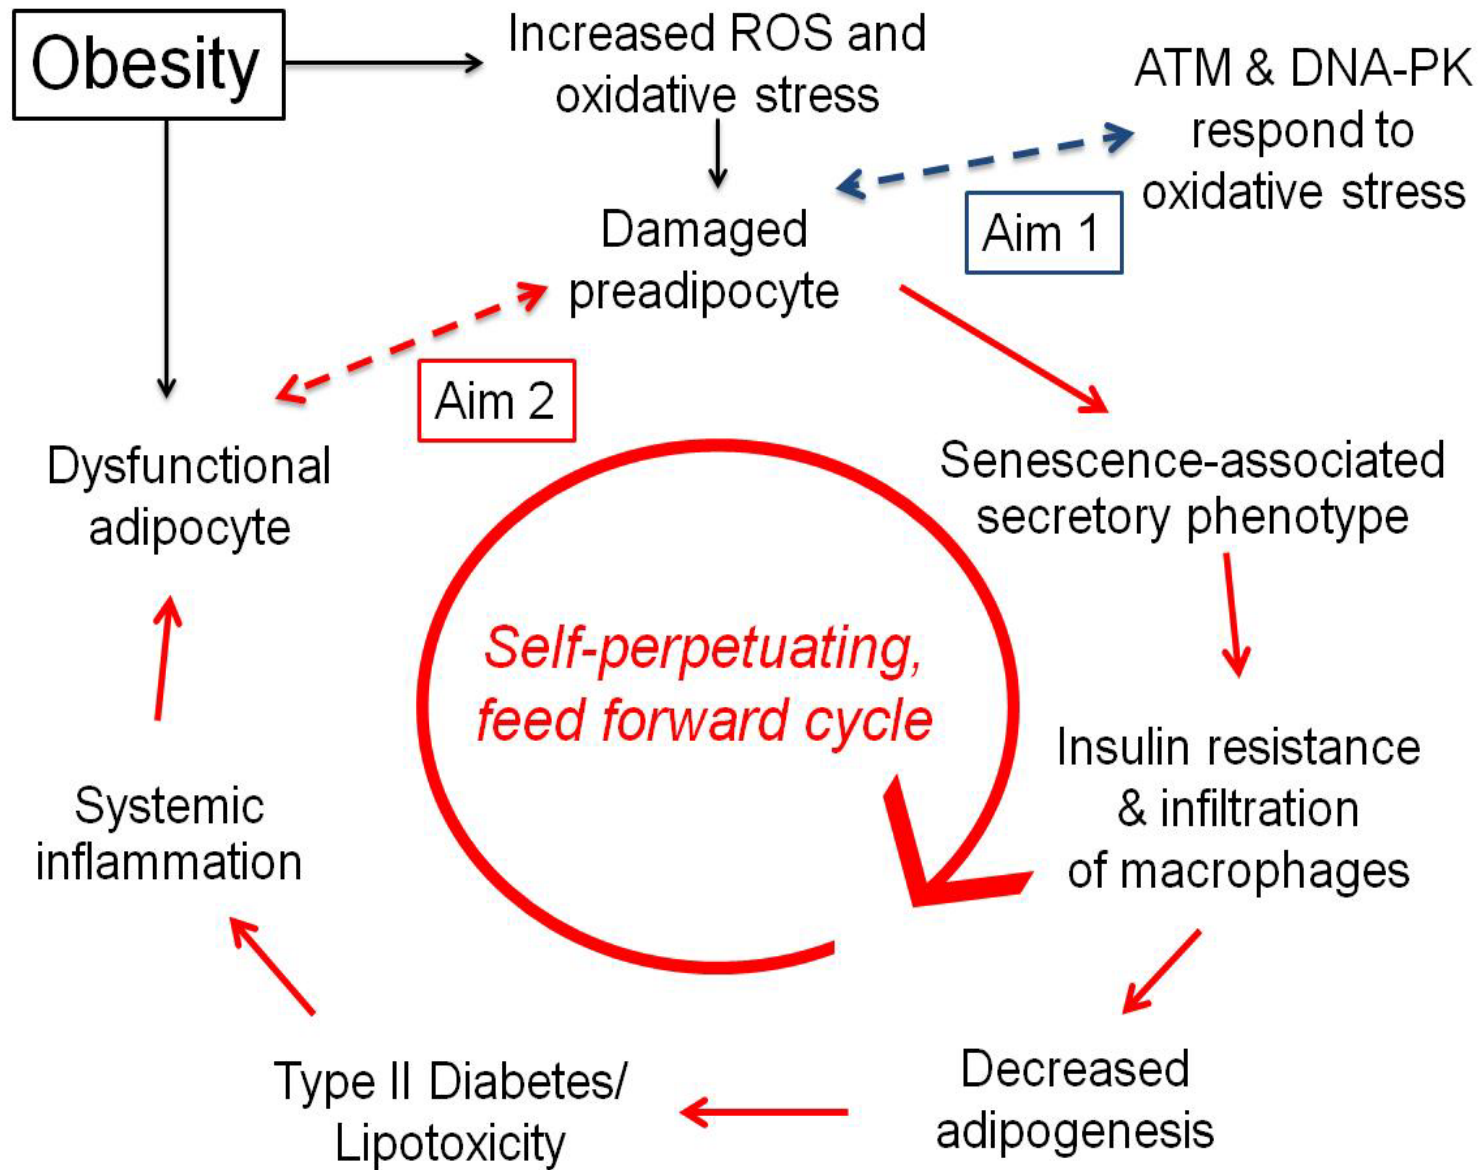 Obesity
Increased ROS and
oxidative stress
ATM & DNA-PK
respond to
oxidative stress
Aim 1
Damaged
preadipocyte
Aim 2
Dysfunctional
adipocyte
Senescence-associated
secretory phenotype
Self-perpetuating,
feed forward cycle
Insulin resistance
& infiltration
of macrophages
Systemic
inflammation
Type II Diabetes/
Lipotoxicity
Decreased
adipogenesis